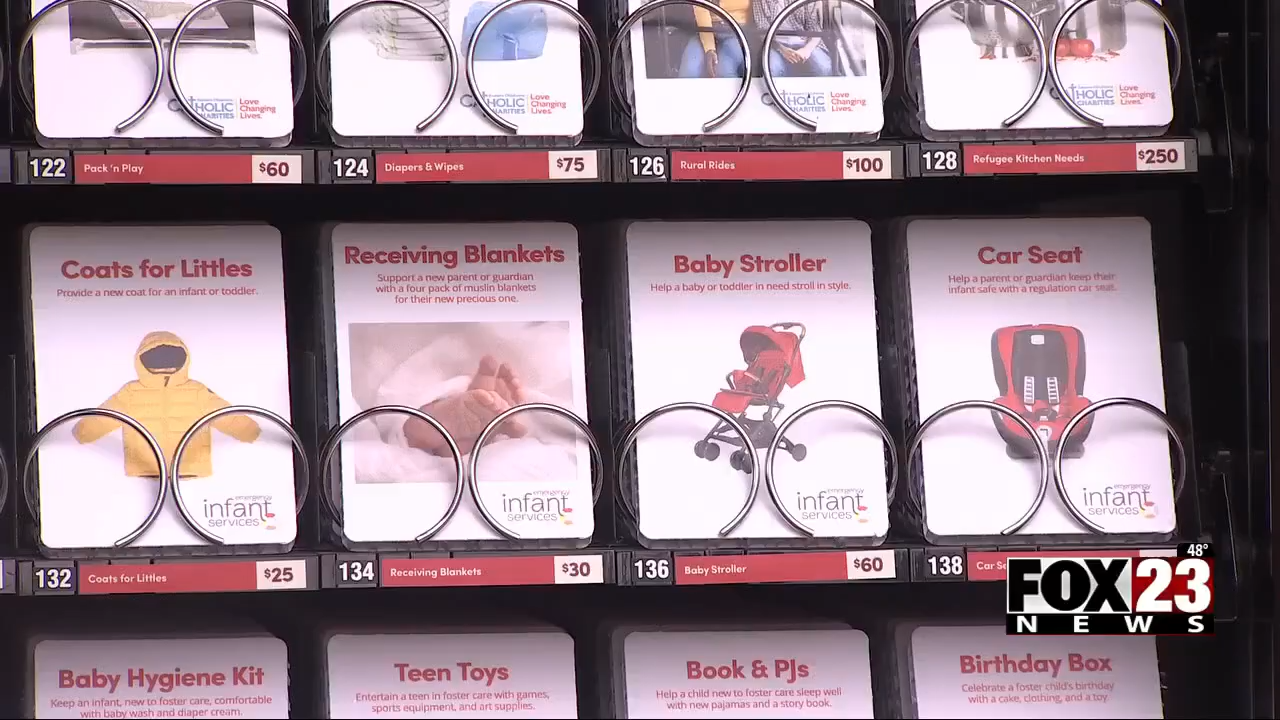 HOLIC
CHARITIES
Love
Changing
Lives.
HOLIC
CHARITIES
Love
Changing
Lives.
HOLIC
CHARITIES
Love
Changing
Lives.
HOLIC
CHARITIES
Love
Changing
Lives.
122 Pack 'n Play $60
124 Diapers & Wipes $75
126 Rural Rides $100
128 Refugee Kitchen Needs $250
Coats for Littles
Provide a new coat for an infant or toddler.
emergency
infant
services
Receiving Blankets
Support a new parent or guardian
with a four pack of muslin blankets
for their new precious one.
emergency
infant
services
Baby Stroller
Help a baby or toddler in need stroll in style.
emergency
infant
services
Car Seat
Help a parent or guardian keep their
infant safe with a regulation car seat.
emergency
infant
services
132 Coats for Littles $25
134 Receiving Blankets $30
136 Baby Stroller $60
138 Car Se
48°
FOX 23
NEWS
Baby Hygiene Kit
Keep an infant, new to foster care, comfortable
with baby wash and diaper cream.
Teen Toys
Entertain a teen in foster care with games,
sports equipment, and art supplies.
Book & PJs
Help a child new to foster care sleep well
with new pajamas and a story book.
Birthday Box
Celebrate a foster child's birthday
with a cake, clothing, and a toy.